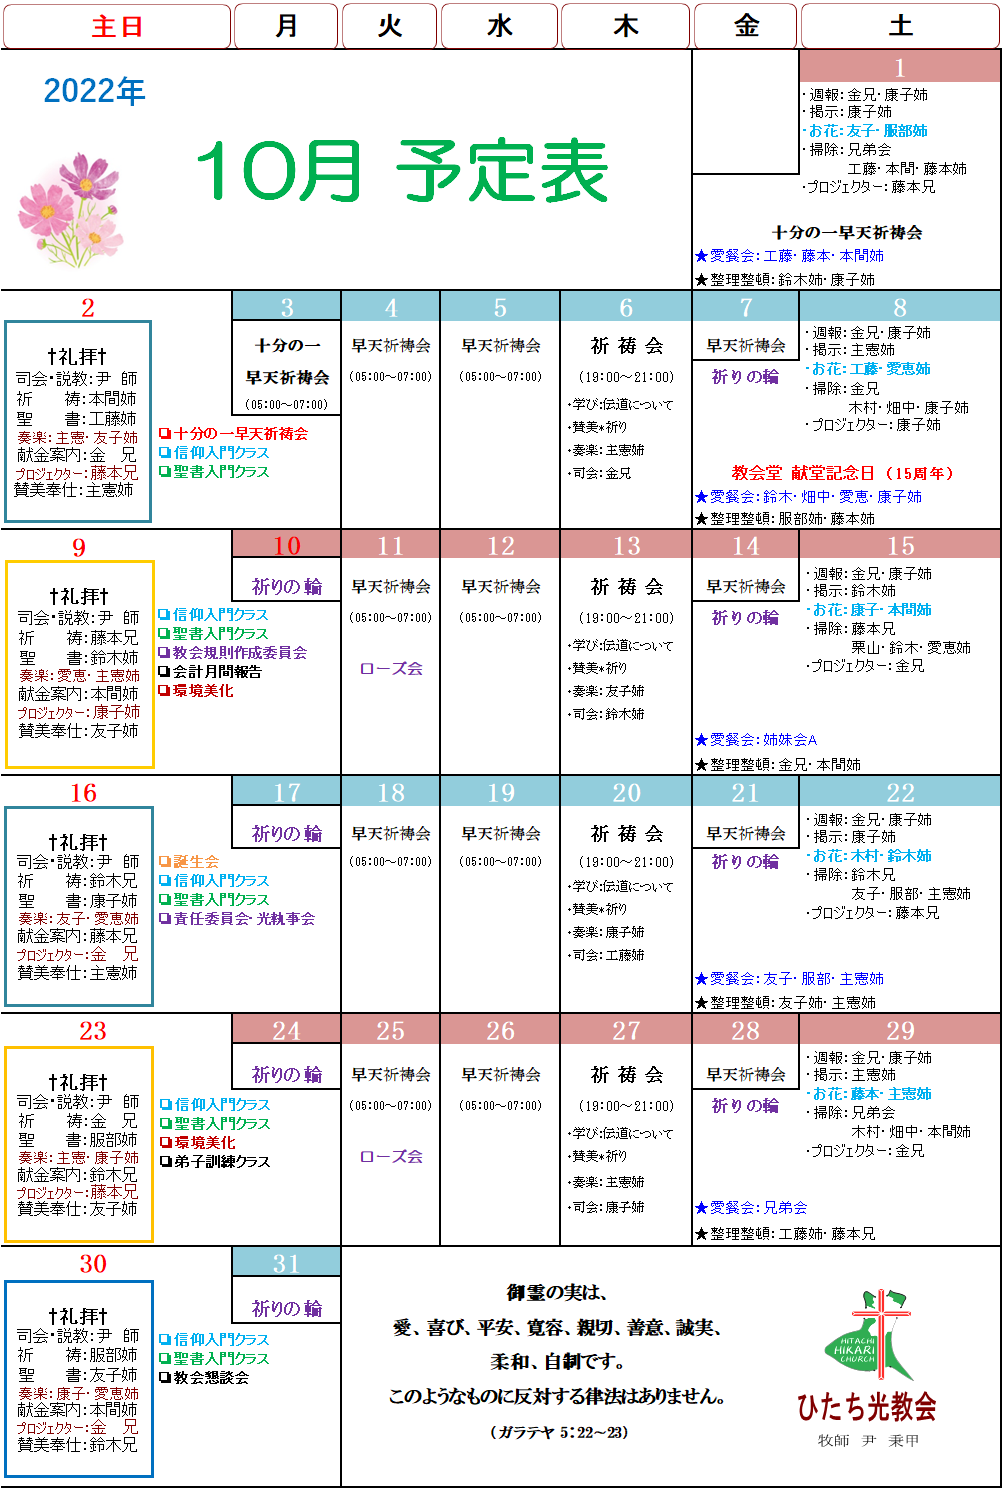 主日 月 火 水 木 金 土
2022年
10月 予定表
1
・週報：金兄・康子姉
・掲示：康子姉
・お花：友子・服部姉
・掃除：兄弟会
工藤・本間・藤本姉
・プロジェクター：藤本兄
十分の一早天祈祷会
★愛餐会：工藤・藤本・本間姉
★整理整頓：鈴木姉・康子姉
2
✝礼拝✝
司会・説教：尹 師
祈　　祷：本間姉
聖　　書：工藤姉
奏楽：主憲・友子姉
献金案内：金　兄
プロジェクター：藤本兄
賛美奉仕：主憲姉
❏十分の一早天祈祷会
❏信仰入門クラス
❏聖書入門クラス
3
十分の一
早天祈祷会
(05:00～07:00)
4
早天祈祷会
(05:00～07:00)
5
早天祈祷会
(05:00～07:00)
6
祈 祷 会
(19:00～21:00)
・学び:伝道について
・賛美*祈り
・奏楽：主憲姉
・司会：金兄
7
早天祈祷会
祈りの輪
8
・週報：金兄・康子姉
・掲示：主憲姉
・お花：工藤・愛恵姉
・掃除：金兄
木村・畑中・康子姉
・プロジェクター：康子姉
教会堂 献堂記念日（15周年）
★愛餐会：鈴木・畑中・愛恵・康子姉
★整理整頓：服部姉・藤本姉
9
✝礼拝✝
司会・説教：尹 師
祈　　祷：藤本兄
聖　　書：鈴木姉
奏楽：愛恵・主憲姉
献金案内：本間姉
プロジェクター：康子姉
賛美奉仕：友子姉
❏信仰入門クラス
❏聖書入門クラス
❏教会規則作成委員会
❏会計月間報告
❏環境美化
10
祈りの輪
11
早天祈祷会
(05:00～07:00)
ローズ会
12
早天祈祷会
(05:00～07:00)
13
祈 祷 会
(19:00～21:00)
・学び:伝道について
・賛美*祈り
・奏楽：友子姉
・司会：鈴木姉
14
早天祈祷会
祈りの輪
15
・週報：金兄・康子姉
・掲示：鈴木姉
・お花：康子・本間姉
・掃除：藤本兄
栗山・鈴木・愛恵姉
・プロジェクター：金兄
★愛餐会：姉妹会A
★整理整頓：金兄・本間姉
16
✝礼拝✝
司会・説教：尹 師
祈　　祷：鈴木兄
聖　　書：康子姉
奏楽：友子・愛恵姉
献金案内：藤本兄
プロジェクター：金　兄
賛美奉仕：主憲姉
❏誕生会
❏信仰入門クラス
❏聖書入門クラス
❏責任委員会・光執事会
17
祈りの輪
18
早天祈祷会
(05:00～07:00)
19
早天祈祷会
(05:00～07:00)
20
祈 祷 会
(19:00～21:00)
・学び:伝道について
・賛美*祈り
・奏楽：康子姉
・司会：工藤姉
21
早天祈祷会
祈りの輪
22
・週報：金兄・康子姉
・掲示：康子姉
・お花：木村・鈴木姉
・掃除：鈴木兄
友子・服部・主憲姉
・プロジェクター：藤本兄
★愛餐会：友子・服部・主憲姉
★整理整頓：友子姉・主憲姉
23
✝礼拝✝
司会・説教：尹 師
祈　　祷：金　兄
聖　　書：服部姉
奏楽：主憲・康子姉
献金案内：鈴木兄
プロジェクター：藤本兄
賛美奉仕：友子姉
❏信仰入門クラス
❏聖書入門クラス
❏環境美化
❏弟子訓練クラス
24
祈りの輪
25
早天祈祷会
(05:00～07:00)
ローズ会
26
早天祈祷会
(05:00～07:00)
27
祈 祷 会
(19:00～21:00)
・学び:伝道について
・賛美*祈り
・奏楽：主憲姉
・司会：康子姉
28
早天祈祷会
祈りの輪
29
・週報：金兄・康子姉
・掲示：主憲姉
・お花：藤本・主憲姉
・掃除：兄弟会
木村・畑中・本間姉
・プロジェクター：金兄
★愛餐会：兄弟会
★整理整頓：工藤姉・藤本兄
30
✝礼拝✝
司会・説教：尹 師
祈　　祷：服部姉
聖　　書：友子姉
奏楽：康子・愛恵姉
献金案内：本間姉
プロジェクター：金　兄
賛美奉仕：鈴木兄
❏信仰入門クラス
❏聖書入門クラス
❏教会懇談会
31
祈りの輪
御霊の実は、
愛、喜び、平安、寛容、親切、善意、誠実、
柔和、自制です。
このようなものに反対する律法はありません。
（ガラテヤ 5：22～23）
HITACHI
HIKARI
CHURCH
ひたち光教会
牧師　尹　秉甲